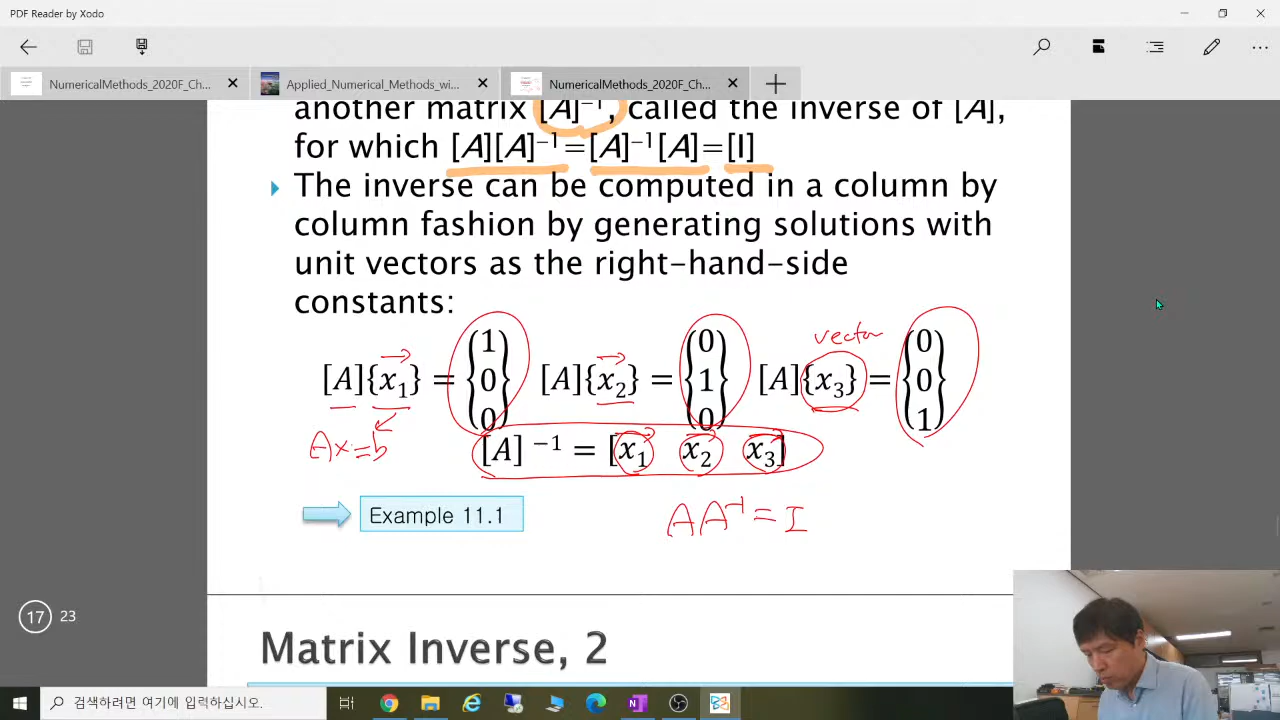 PDF Reader by Xodo
NumericalMethods_2020F_Ch...
Applied_Numerical_Methods_wi...
NumericalMethods_2020F_Ch...
another matrix [A]⁻¹, called the inverse of [A],
for which [A][A]⁻¹=[A]⁻¹[A]=[I]
The inverse can be computed in a column by
column fashion by generating solutions with
unit vectors as the right-hand-side
constants:
vector
[A]{x₁} = {1 0 0} [A]{x₂} = {0 1 0} [A]{x₃} = {0 0 1}
Ax=b
[A] ⁻¹ = [x₁ x₂ x₃]
Example 11.1
AA⁻¹ = I
17 23
Matrix Inverse, 2
검색하려면 여기에 입력하십시오.